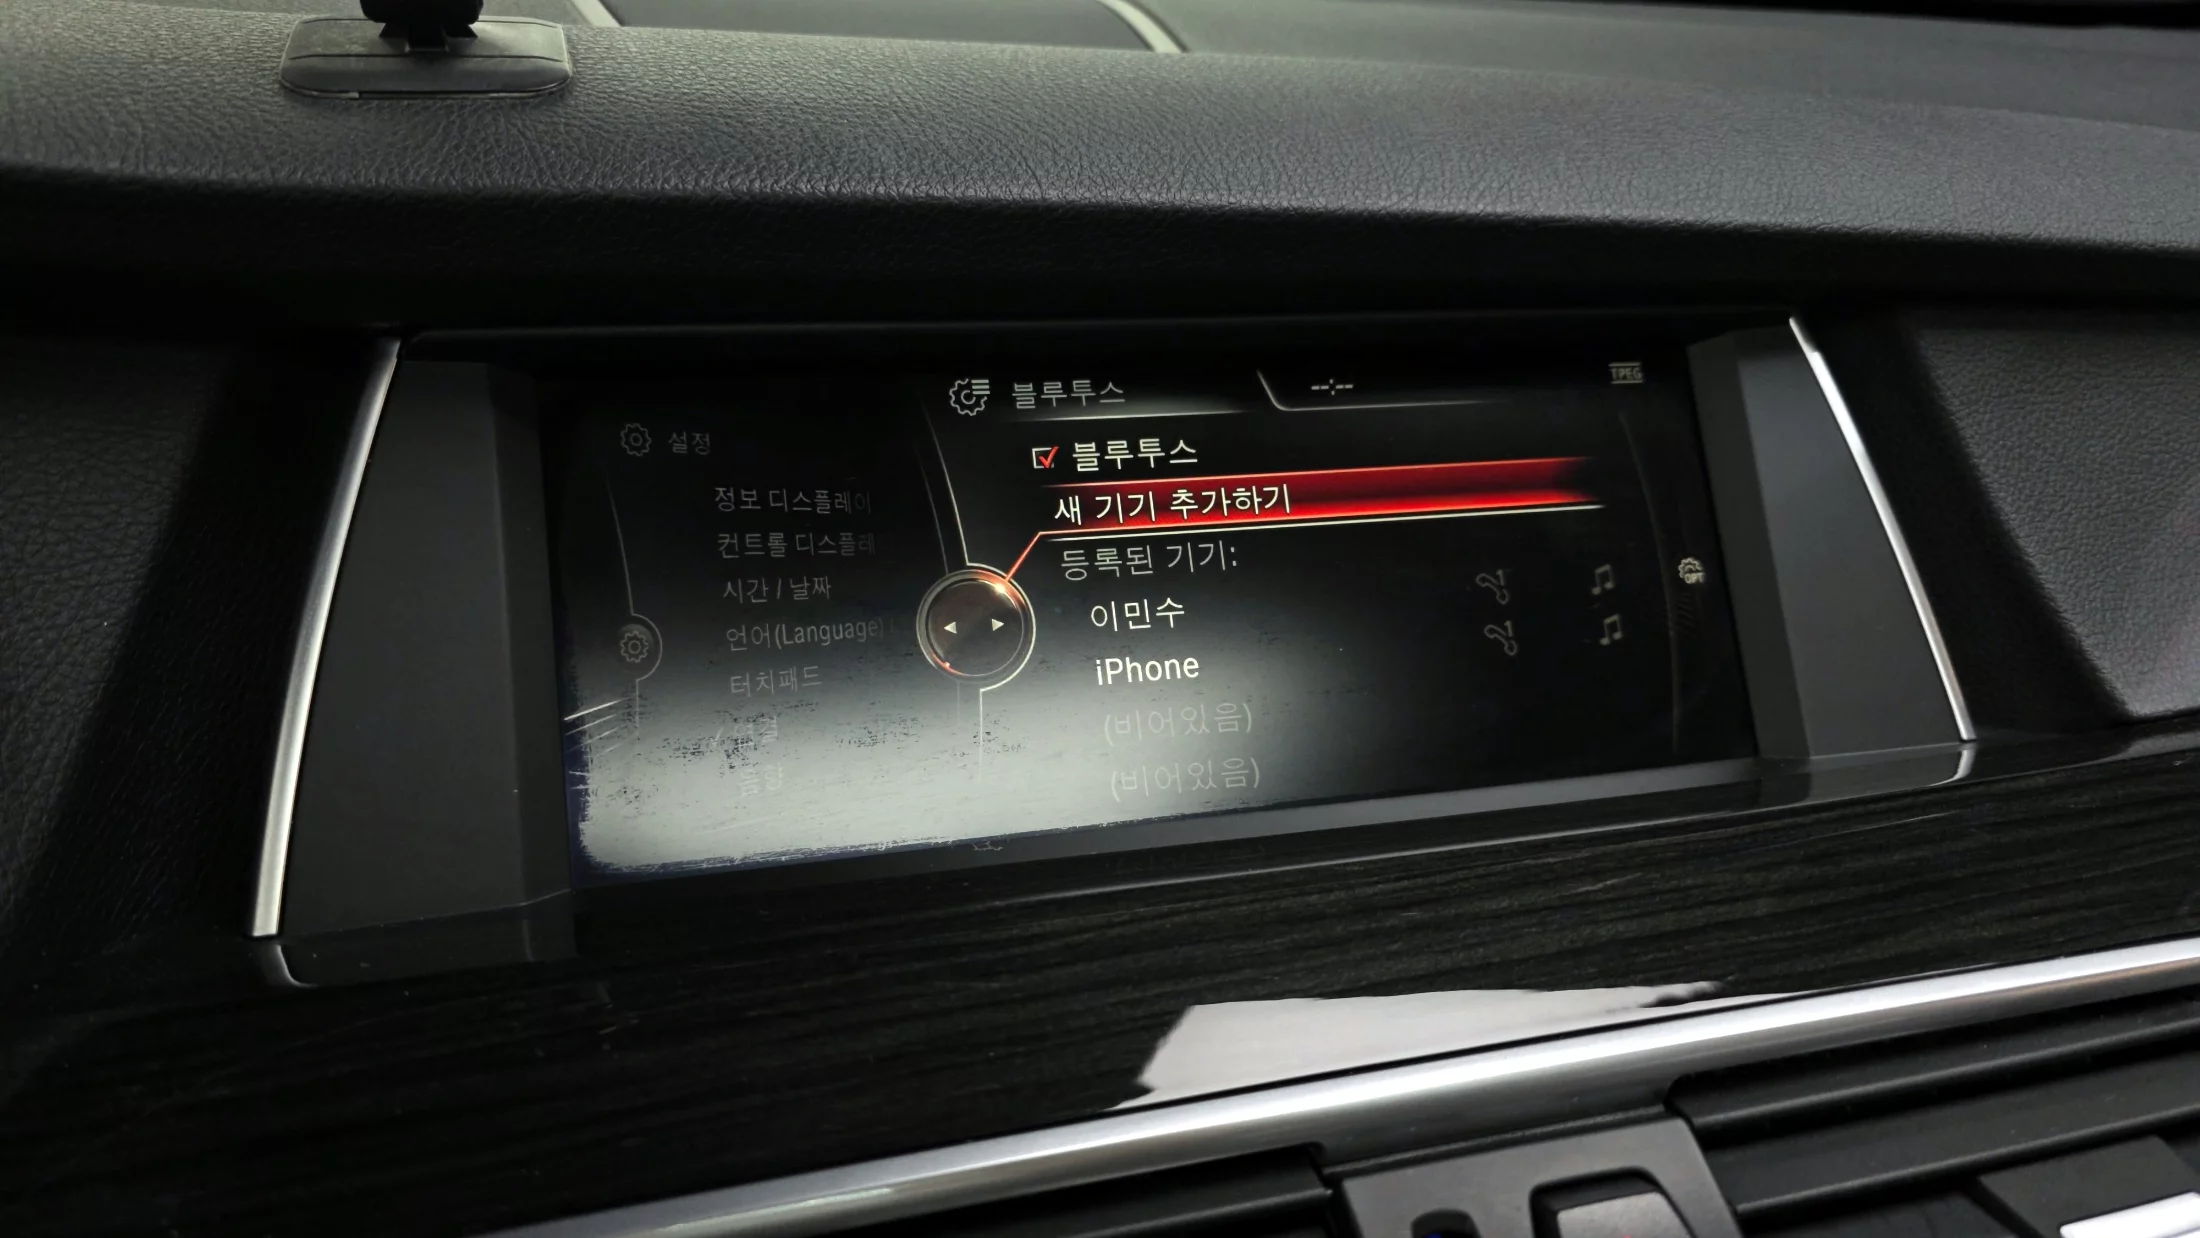 블루투스
--:--
TPEG
설정
정보 디스플레이
컨트롤 디스플레
시간 / 날짜
언어(Language)
터치패드
블루투스
새 기기 추가하기
등록된 기기:
이민수
iPhone
(비어있음)
(비어있음)
OPT